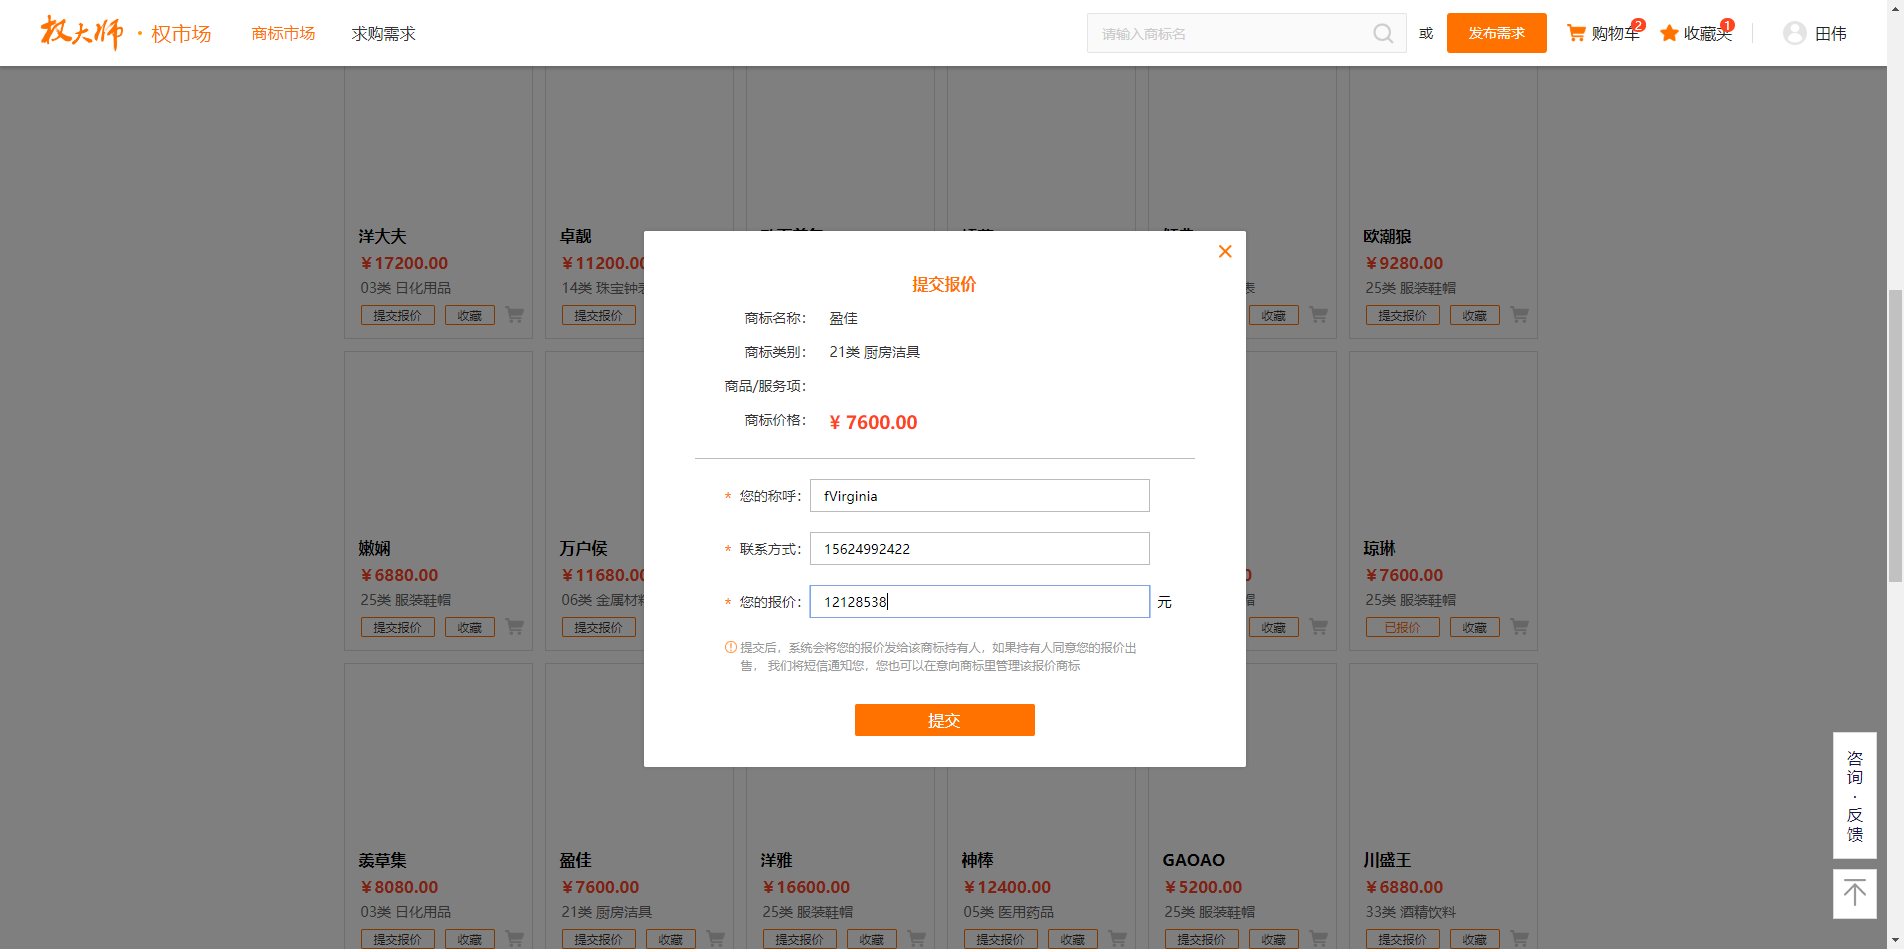 权大师 · 权市场 商标市场 求购需求 请输入商标名 或 发布需求 购物车 2 收藏夹 1 田伟
洋大夫 卓靓 欧潮狼
¥17200.00 ¥11200.00 ¥9280.00
03类 日化用品 14类 珠宝钟表 表 25类 服装鞋帽
提交报价 收藏 提交报价 收藏 提交报价 收藏
提交报价
商标名称： 盈佳
商标类别： 21类 厨房洁具
商品/服务项：
商标价格： ¥ 7600.00
* 您的称呼： fVirginia
* 联系方式： 15624992422
* 您的报价： 12128538 元
提交后，系统会将您的报价发给该商标持有人，如果持有人同意您的报价出
售， 我们将短信通知您，您也可以在意向商标里管理该报价商标
提交
嫩娴 万户侯 琼琳
¥6880.00 ¥11680.00 0 ¥7600.00
25类 服装鞋帽 06类 金属材料 帽 25类 服装鞋帽
提交报价 收藏 提交报价 收藏 已报价 收藏
羡草集 盈佳 洋雅 神棒 GAOAO 川盛王
¥8080.00 ¥7600.00 ¥16600.00 ¥12400.00 ¥5200.00 ¥6880.00
03类 日化用品 21类 厨房洁具 25类 服装鞋帽 05类 医用药品 25类 服装鞋帽 33类 酒精饮料
提交报价 收藏 提交报价 收藏 提交报价 收藏 提交报价 收藏 提交报价 收藏 提交报价 收藏
咨
询
·
反
馈